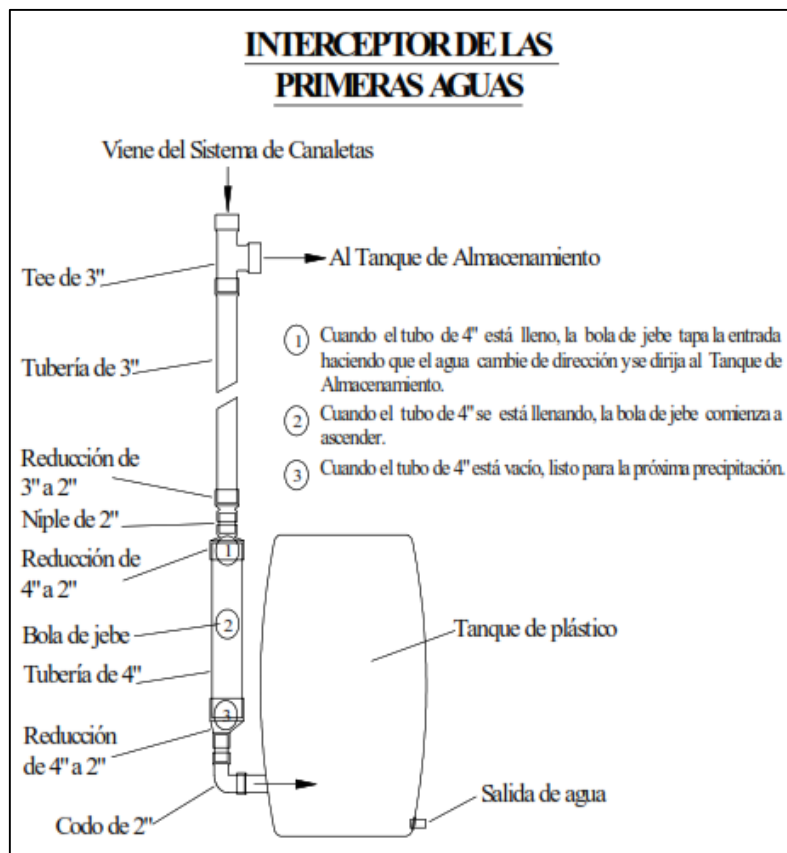 INTERCEPTOR DE LAS
PRIMERAS AGUAS
Viene del Sistema de Canaletas
Tee de 3"
Al Tanque de Almacenamiento
Tubería de 3"
1 Cuando el tubo de 4" está lleno, la bola de jebe tapa la entrada
haciendo que el agua cambie de dirección y se dirija al Tanque de
Almacenamiento.
2 Cuando el tubo de 4" se está llenando, la bola de jebe comienza a
ascender.
3 Cuando el tubo de 4" está vacío, listo para la próxima precipitación.
Reducción de
3" a 2"
Niple de 2"
Reducción de
4" a 2"
1
Bola de jebe
2
Tanque de plástico
Tubería de 4"
3
Reducción
de 4" a 2"
Salida de agua
Codo de 2"